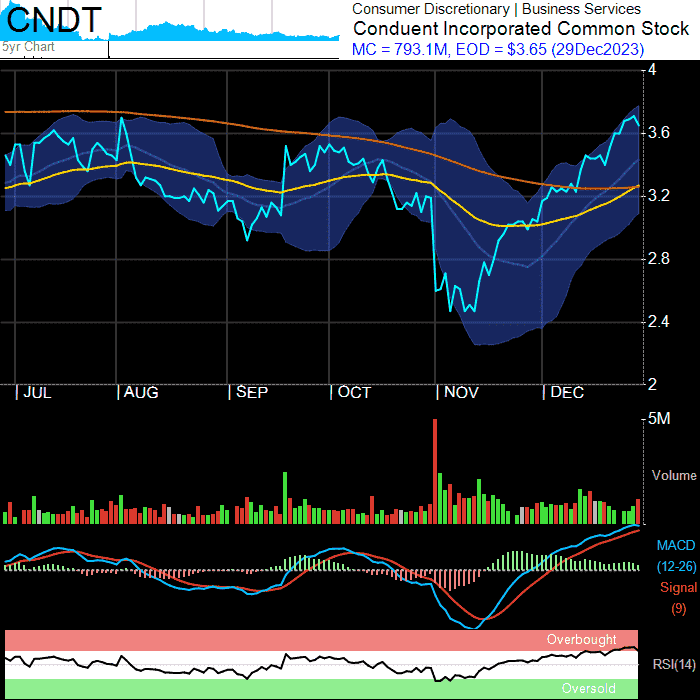 CNDT
5yr Chart
Consumer Discretionary | Business Services
Conduent Incorporated Common Stock
MC = 793.1M, EOD = $3.65 (29Dec2023)
4
3.6
3.2
2.8
2.4
2
| JUL | AUG | SEP | OCT | NOV | DEC
5M
Volume
MACD
(12-26)
Signal
(9)
Overbought
RSI(14)
Oversold